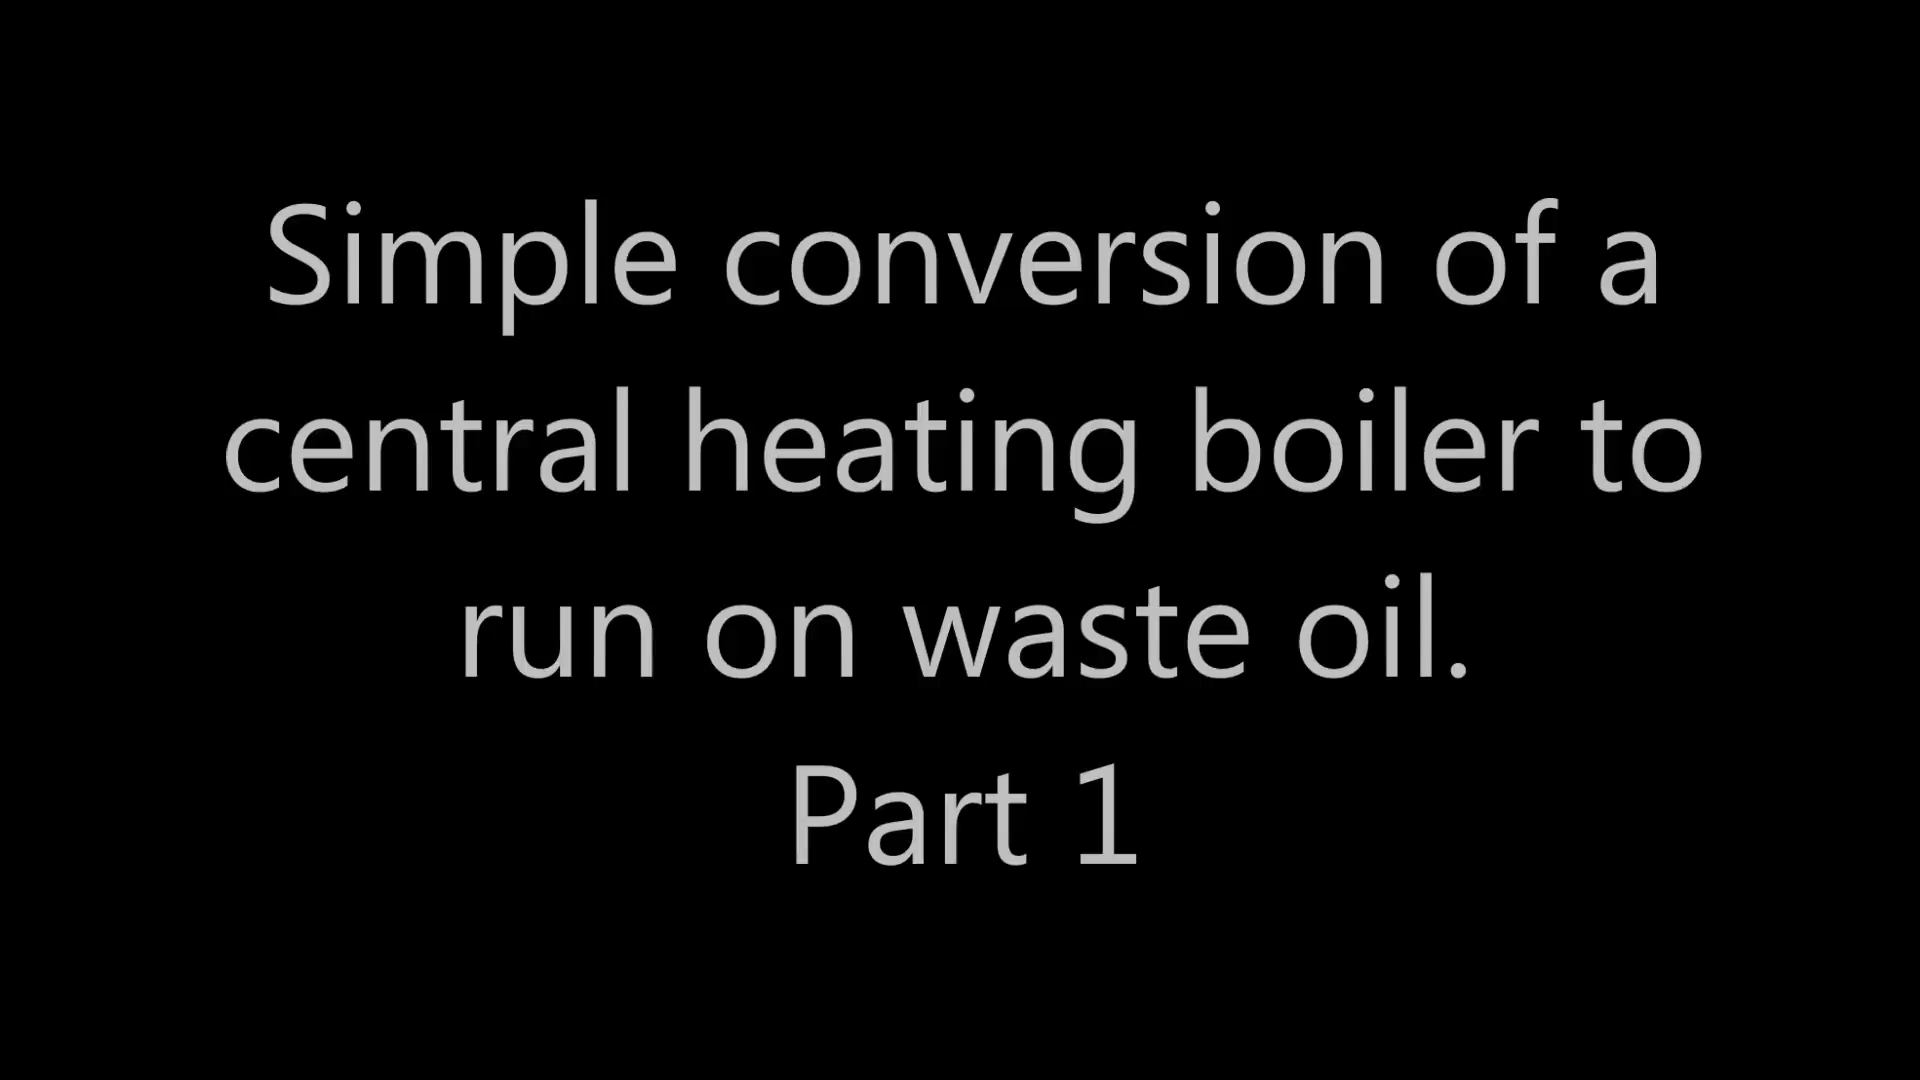 Simple conversion of a
central heating boiler to
run on waste oil.
Part 1